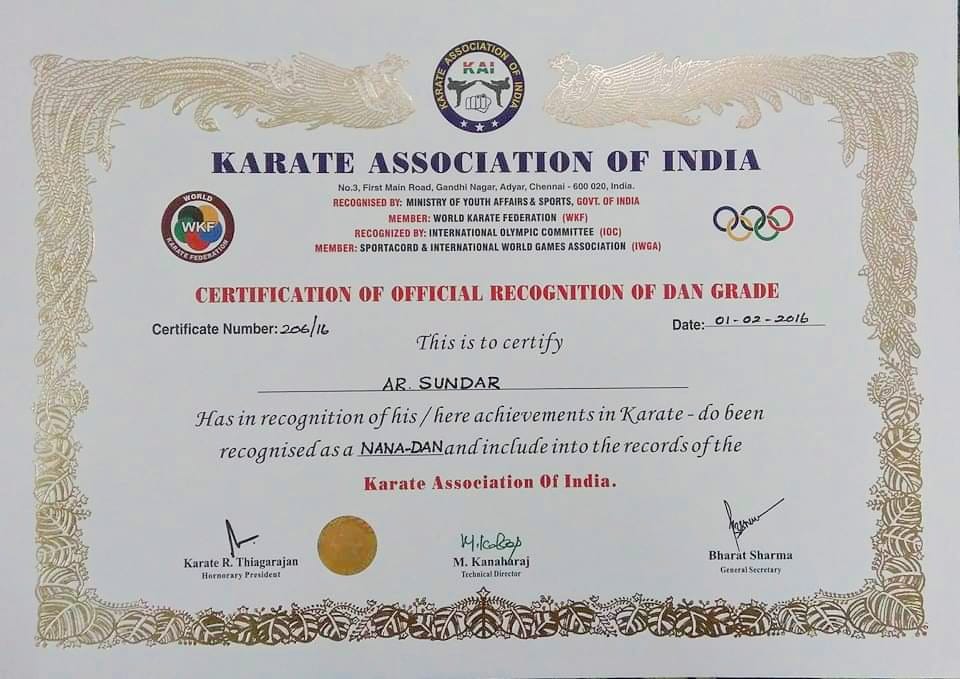 KARATE ASSOCIATION OF INDIA
KAI
KARATE ASSOCIATION OF INDIA
No.3, First Main Road, Gandhi Nagar, Adyar, Chennai - 600 020, India.
RECOGNISED BY: MINISTRY OF YOUTH AFFAIRS & SPORTS, GOVT. OF INDIA
MEMBER: WORLD KARATE FEDERATION (WKF)
RECOGNIZED BY: INTERNATIONAL OLYMPIC COMMITTEE (IOC)
MEMBER: SPORTACORD & INTERNATIONAL WORLD GAMES ASSOCIATION (IWGA)
WORLD
WKF
KARATE FEDERATION
CERTIFICATION OF OFFICIAL RECOGNITION OF DAN GRADE
Certificate Number: 206/16
Date: 01-02-2016
This is to certify
AR. SUNDAR
Has in recognition of his / here achievements in Karate - do been
recognised as a NANA-DAN and include into the records of the
Karate Association Of India.
Karate R. Thiagarajan
Hornorary President
M. Kanaharaj
Technical Director
Bharat Sharma
General Secretary